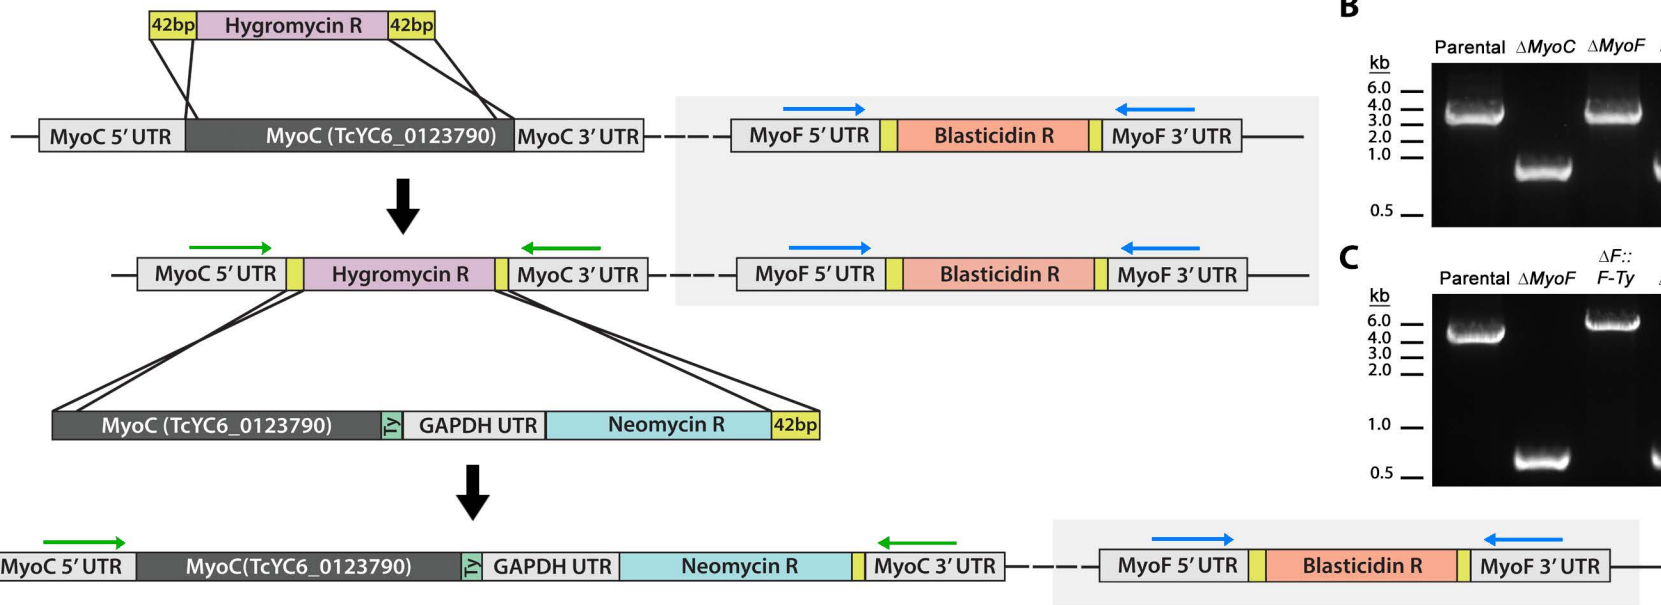 42bp Hygromycin R 42bp
MyoC 5' UTR MyoC (TcYC6_0123790) MyoC 3' UTR MyoF 5' UTR Blasticidin R MyoF 3' UTR
MyoC 5' UTR Hygromycin R MyoC 3' UTR MyoF 5' UTR Blasticidin R MyoF 3' UTR
MyoC (TcYC6_0123790) Ty GAPDH UTR Neomycin R 42bp
MyoC 5' UTR MyoC(TcYC6_0123790) Ty GAPDH UTR Neomycin R MyoC 3' UTR MyoF 5' UTR Blasticidin R MyoF 3' UTR
B
Parental ΔMyoC ΔMyoF
kb
6.0
4.0
3.0
2.0
1.0
0.5
C
ΔF::
Parental ΔMyoF F-Ty
kb
6.0
4.0
3.0
2.0
1.0
0.5